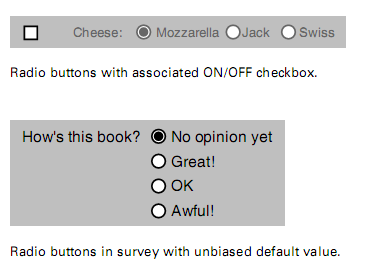 Cheese: Mozzarella Jack Swiss
Radio buttons with associated ON/OFF checkbox.
How's this book? No opinion yet
Great!
OK
Awful!
Radio buttons in survey with unbiased default value.